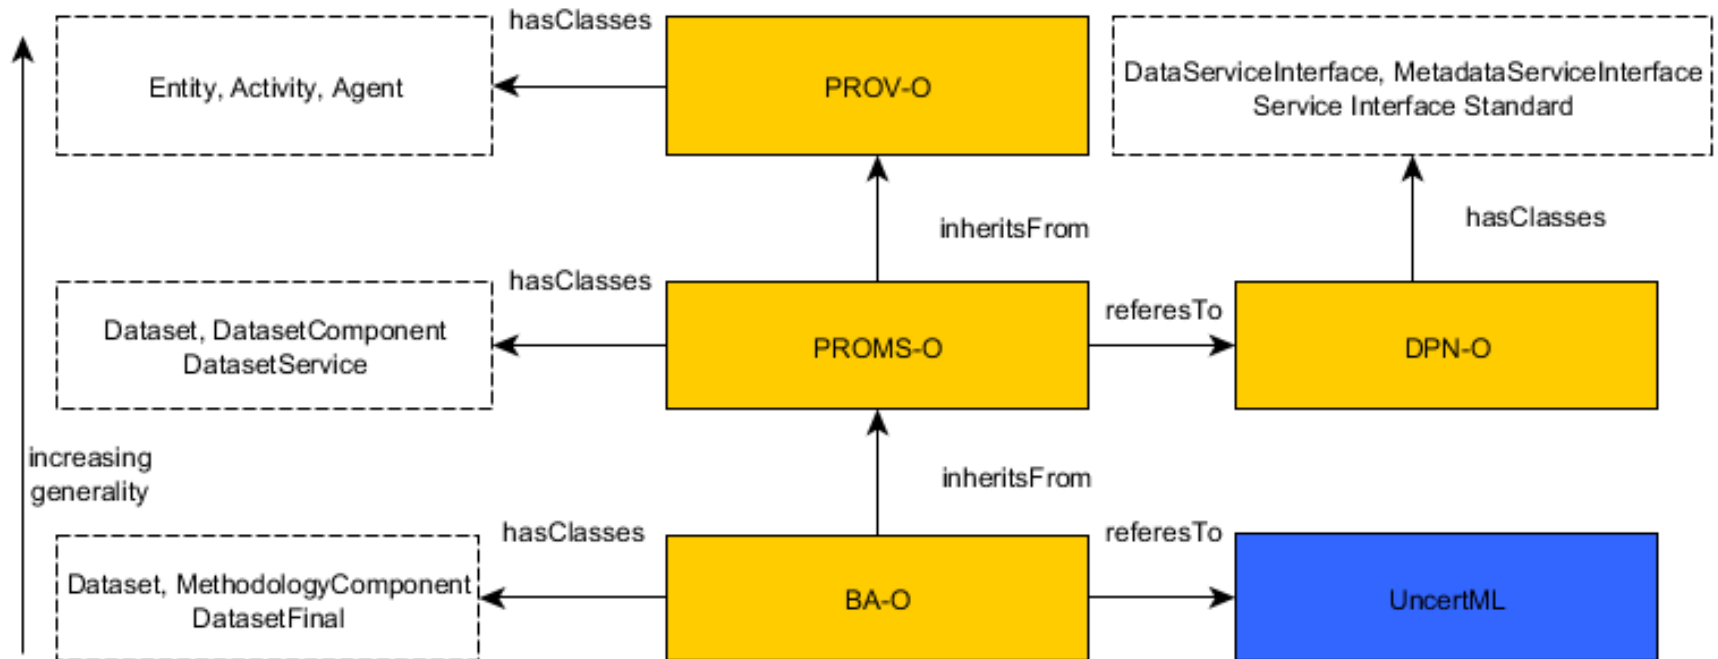 hasClasses
Entity, Activity, Agent
PROV-O
DataServiceInterface, MetadataServiceInterface
Service Interface Standard
inheritsFrom
hasClasses
hasClasses
Dataset, DatasetComponent
DatasetService
PROMS-O
referesTo
DPN-O
increasing
generality
inheritsFrom
hasClasses
Dataset, MethodologyComponent
DatasetFinal
BA-O
referesTo
UncertML